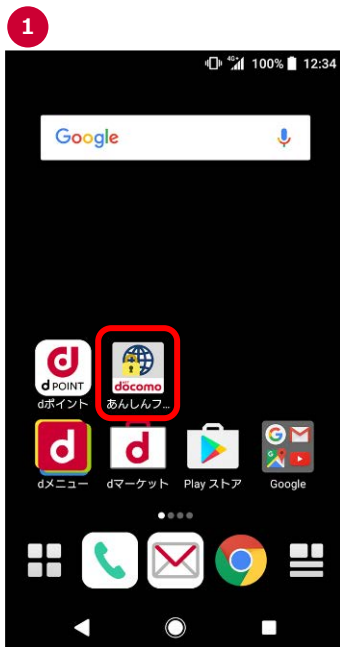 1
4G+ 100% 12:34
Google
d POINT
döcomo
dポイント
あんしんフ...
d
d
dメニュー
dマーケット
Play ストア
Google